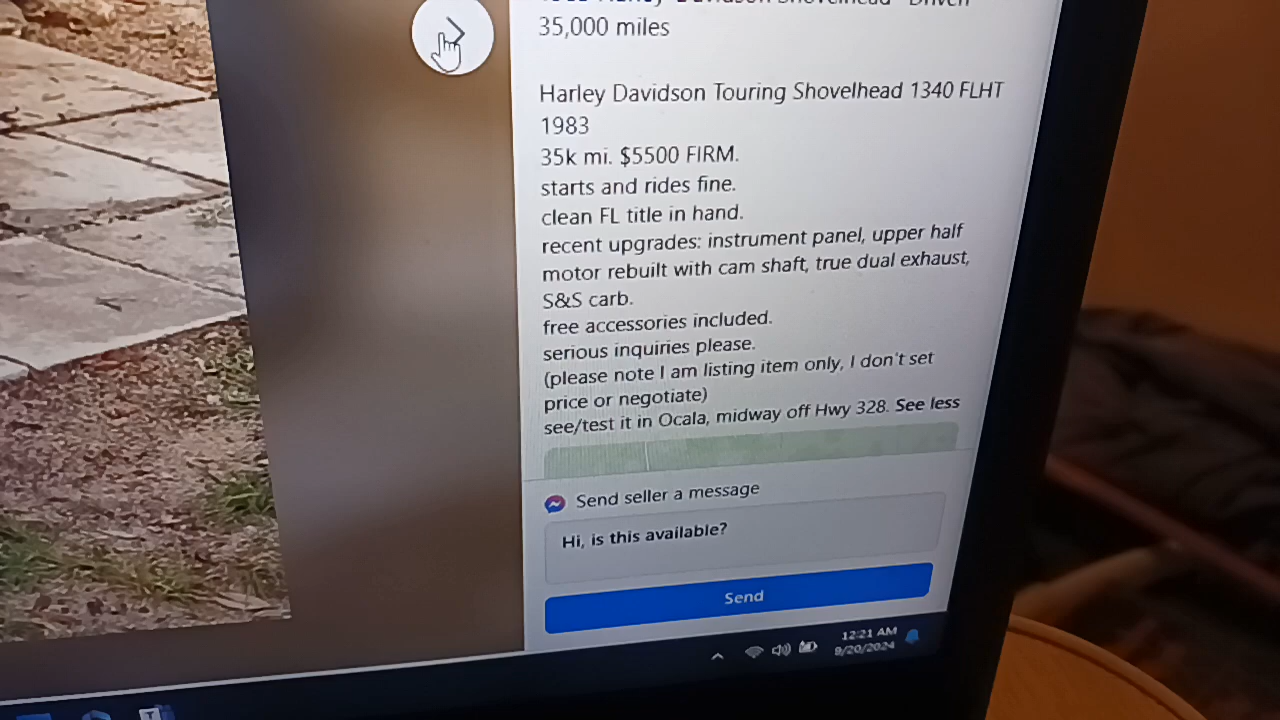 35,000 miles
Harley Davidson Touring Shovelhead 1340 FLHT
1983
35k mi. $5500 FIRM.
starts and rides fine.
clean FL title in hand.
recent upgrades: instrument panel, upper half
motor rebuilt with cam shaft, true dual exhaust,
S&S carb.
free accessories included.
serious inquiries please.
(please note I am listing item only, I don't set
price or negotiate)
see/test it in Ocala, midway off Hwy 328. See less
Send seller a message
Hi, is this available?
Send
12:21 AM
9/20/2024